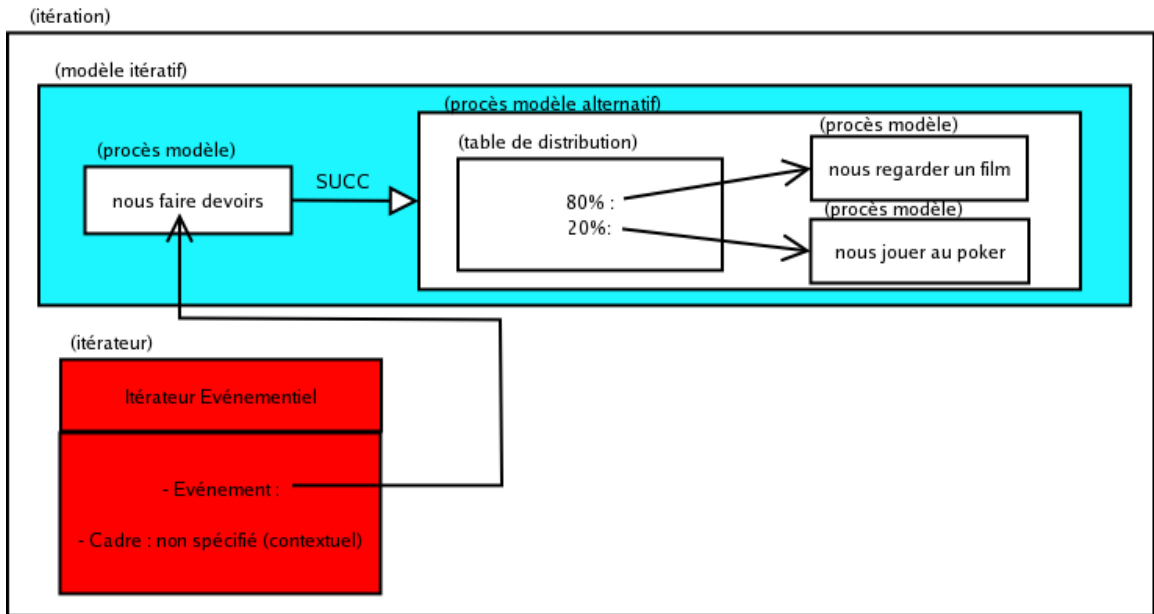 (itération)
(modèle itératif)
(procès modèle alternatif)
(procès modèle)
(table de distribution)
(procès modèle)
nous faire devoirs
SUCC
80% :
20%:
nous regarder un film
(procès modèle)
nous jouer au poker
(itérateur)
Itérateur Evénementiel
- Evénement :
- Cadre : non spécifié (contextuel)